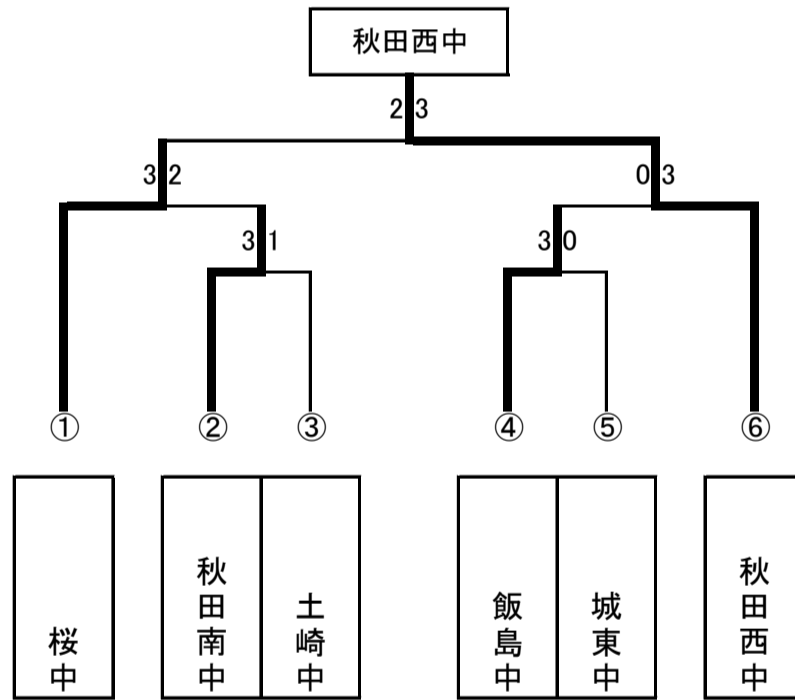 秋田西中
2 3
3 2
0 3
3 1
3 0
① ② ③ ④ ⑤ ⑥
桜中
秋田南中
土崎中
飯島中
城東中
秋田西中